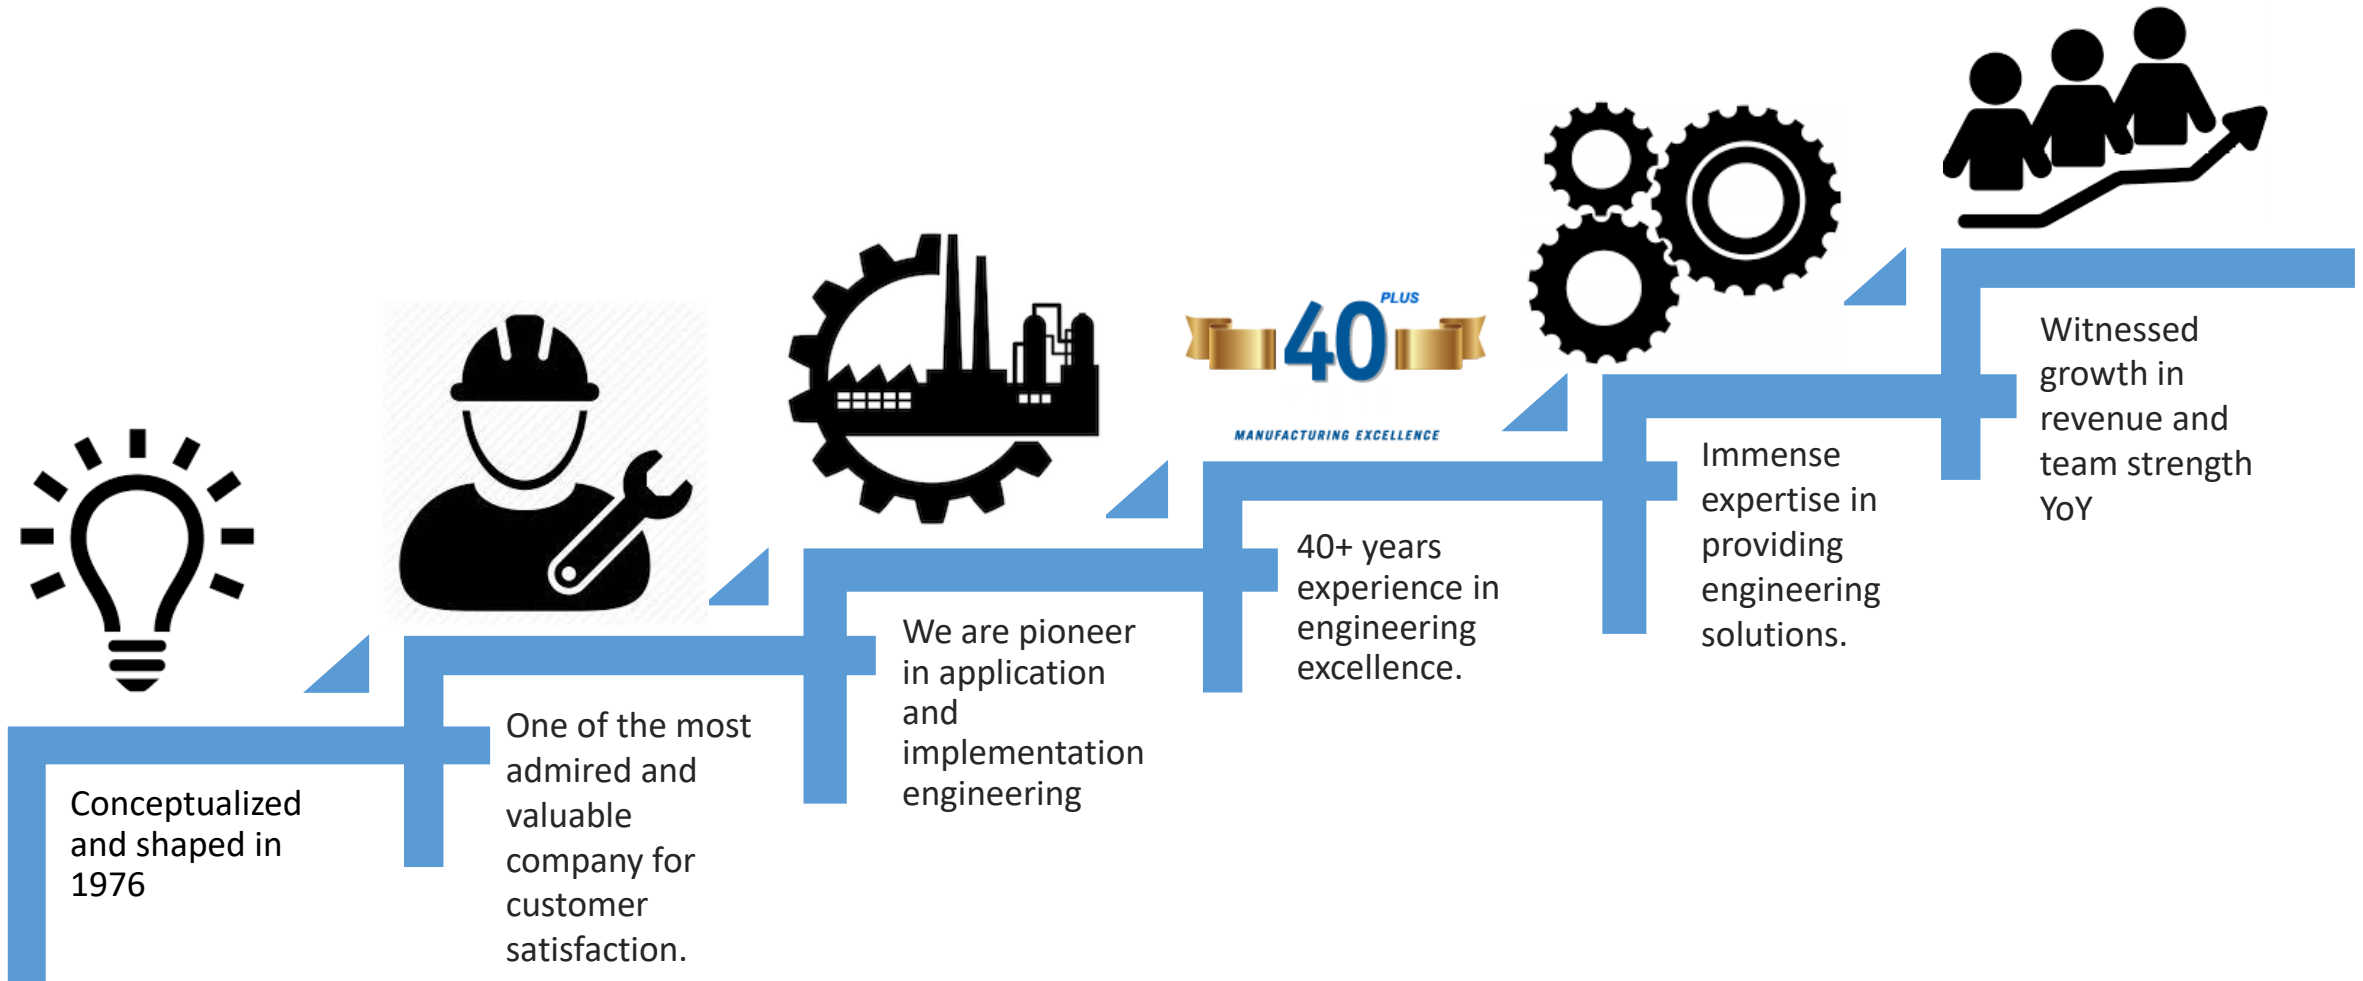 Conceptualized
and shaped in
1976
One of the most
admired and
valuable
company for
customer
satisfaction.
We are pioneer
in application
and
implementation
engineering
PLUS
40
MANUFACTURING EXCELLENCE
40+ years
experience in
engineering
excellence.
Immense
expertise in
providing
engineering
solutions.
Witnessed
growth in
revenue and
team strength
YoY